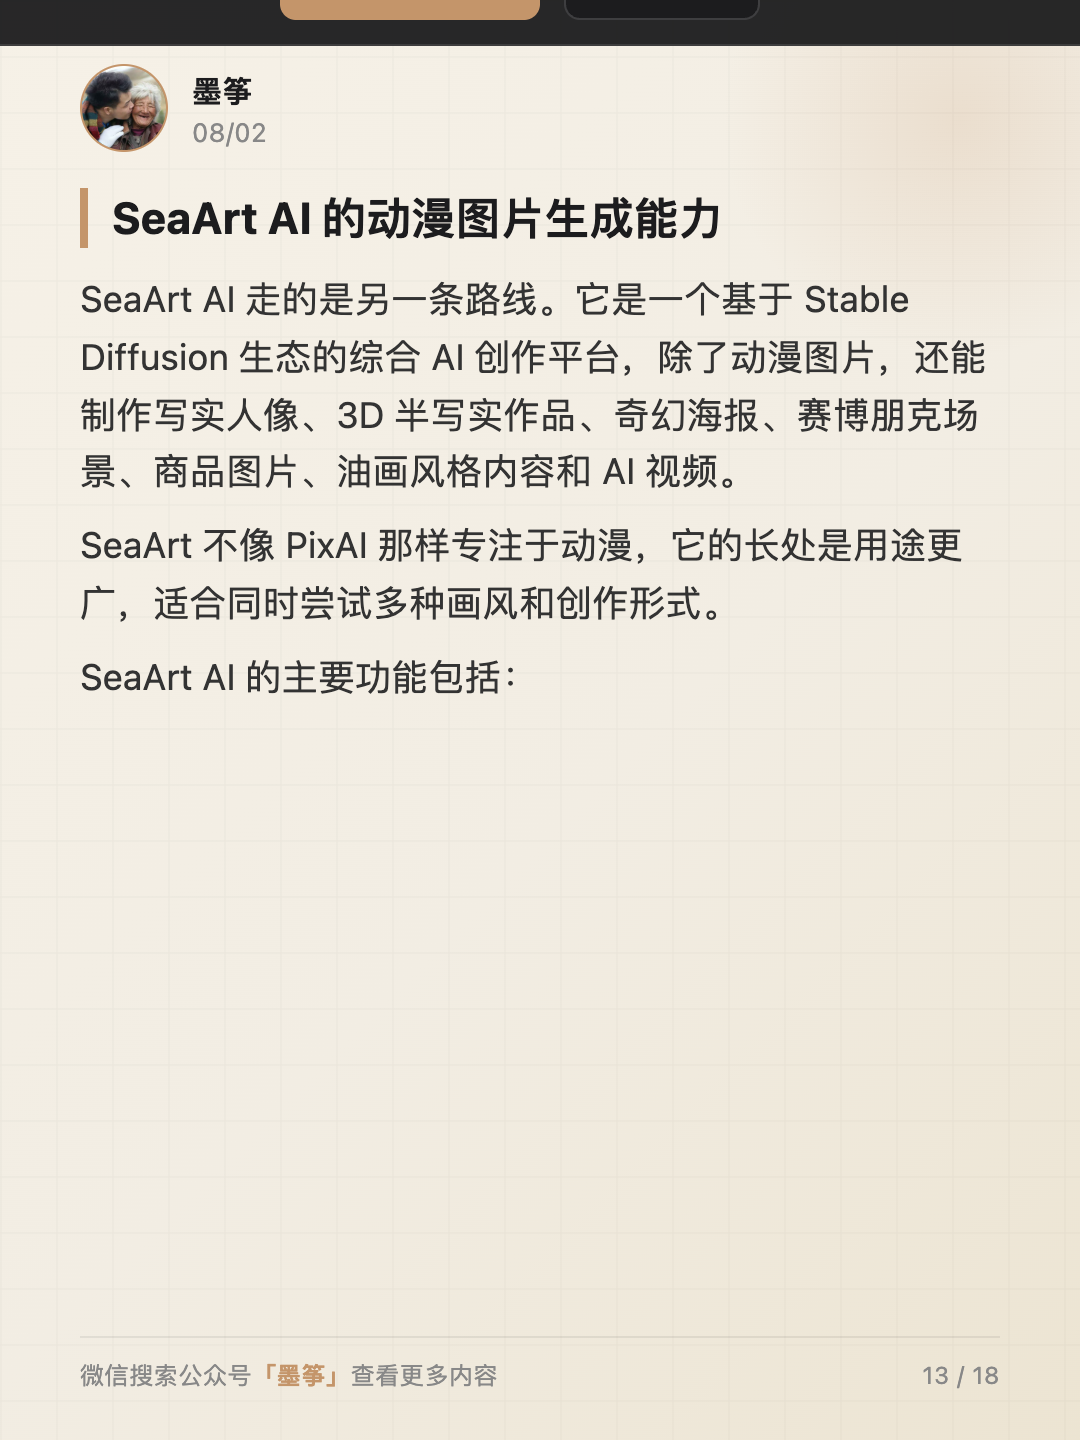 墨筝
08/02
SeaArt AI 的动漫图片生成能力
SeaArt AI 走的是另一条路线。它是一个基于 Stable
Diffusion 生态的综合 AI 创作平台，除了动漫图片，还能
制作写实人像、3D 半写实作品、奇幻海报、赛博朋克场
景、商品图片、油画风格内容和 AI 视频。
SeaArt 不像 PixAI 那样专注于动漫，它的长处是用途更
广，适合同时尝试多种画风和创作形式。
SeaArt AI 的主要功能包括：
微信搜索公众号「墨筝」查看更多内容
13 / 18